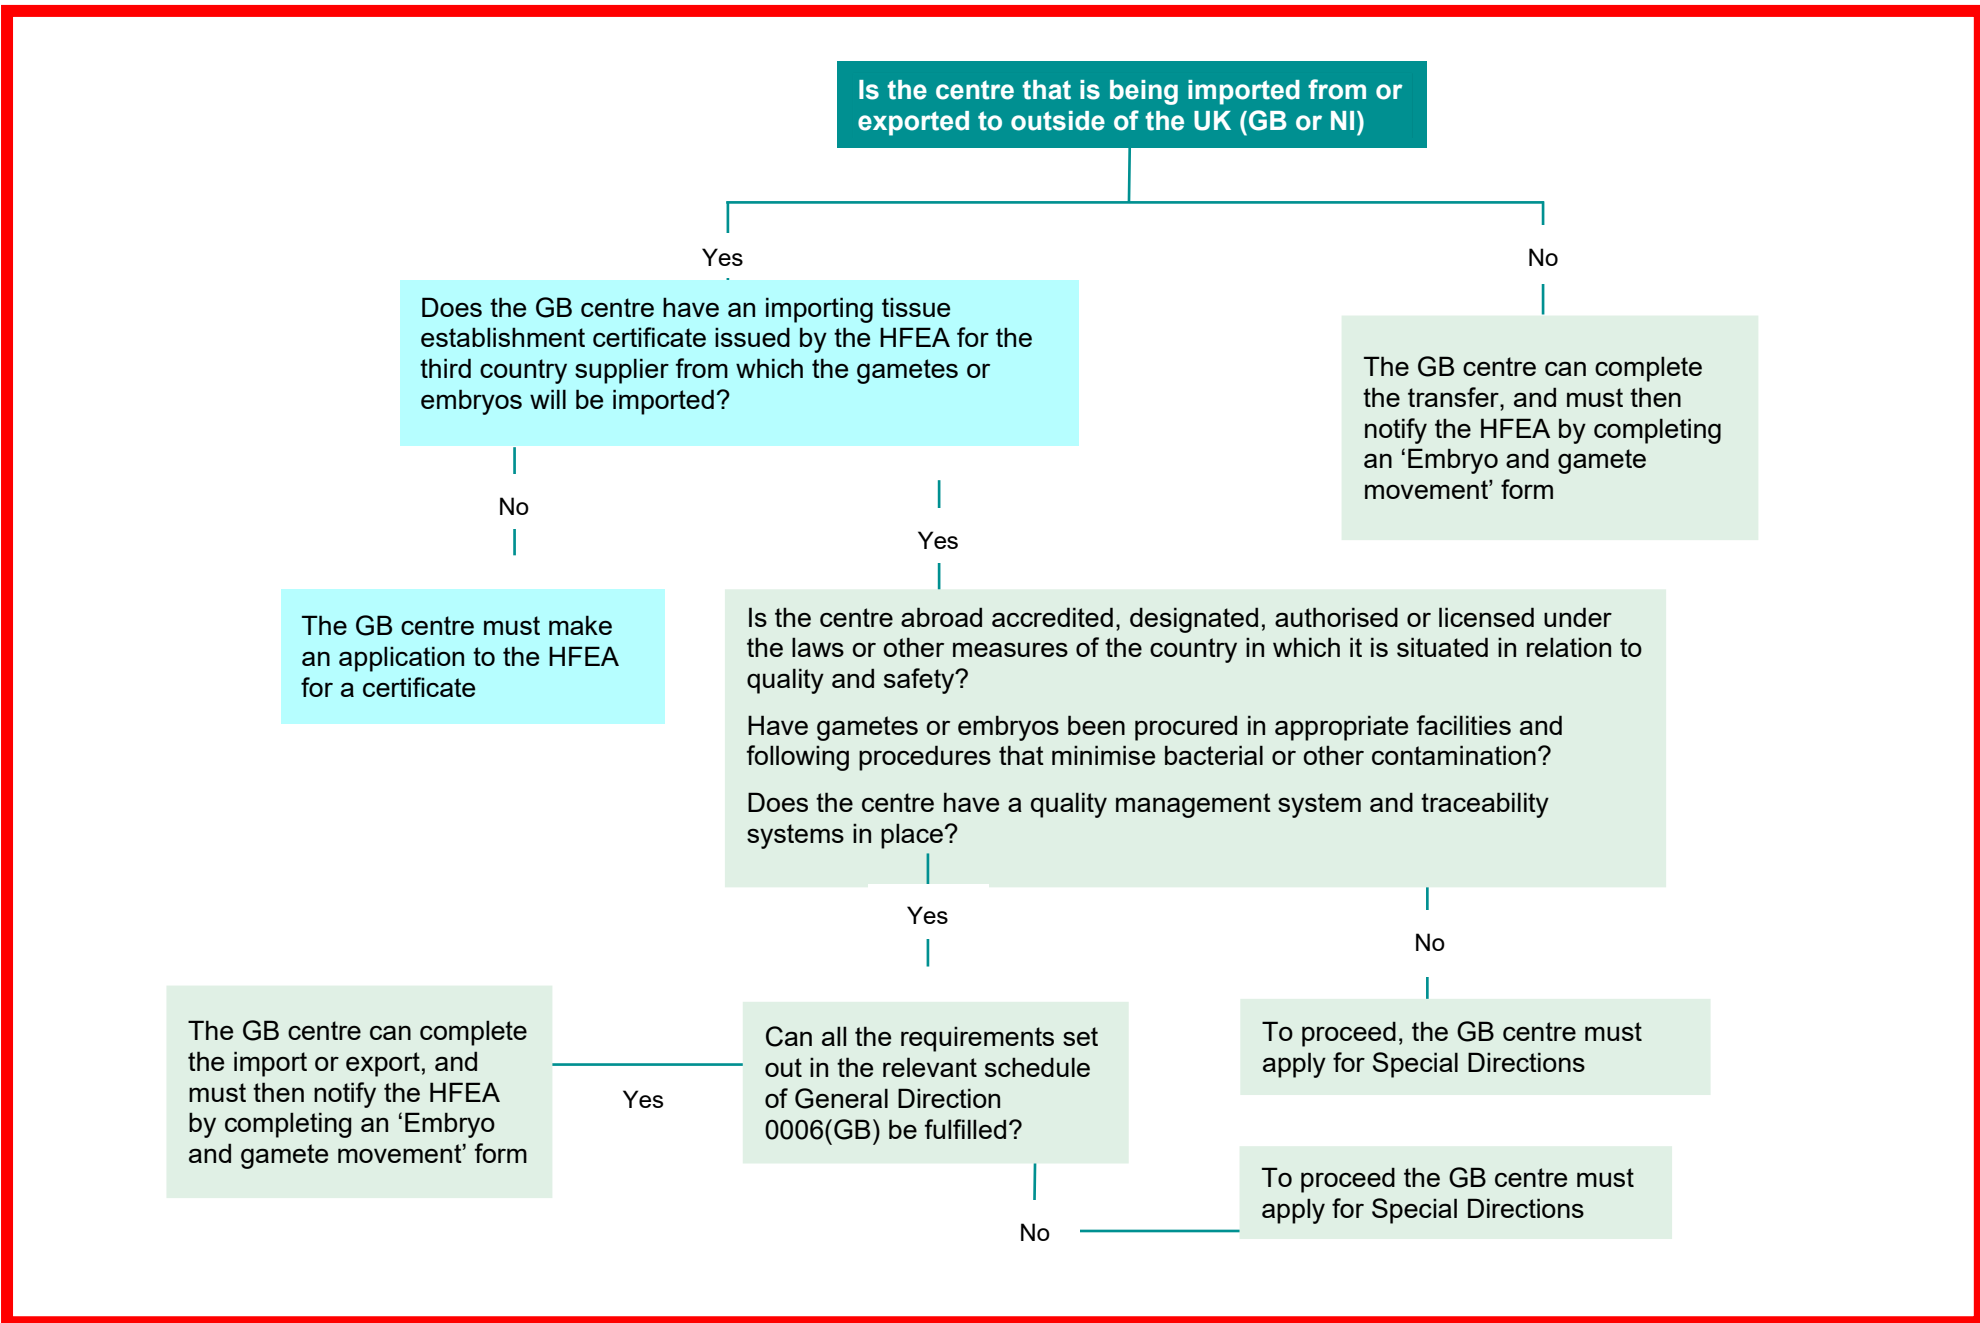 Is the centre that is being imported from or
exported to outside of the UK (GB or NI)
Yes
No
Does the GB centre have an importing tissue
establishment certificate issued by the HFEA for the
third country supplier from which the gametes or
embryos will be imported?
The GB centre can complete
the transfer, and must then
notify the HFEA by completing
an ‘Embryo and gamete
movement’ form
No
Yes
The GB centre must make
an application to the HFEA
for a certificate
Is the centre abroad accredited, designated, authorised or licensed under
the laws or other measures of the country in which it is situated in relation to
quality and safety?
Have gametes or embryos been procured in appropriate facilities and
following procedures that minimise bacterial or other contamination?
Does the centre have a quality management system and traceability
systems in place?
Yes
No
The GB centre can complete
the import or export, and
must then notify the HFEA
by completing an ‘Embryo
and gamete movement’ form
Yes
Can all the requirements set
out in the relevant schedule
of General Direction
0006(GB) be fulfilled?
To proceed, the GB centre must
apply for Special Directions
No
To proceed the GB centre must
apply for Special Directions